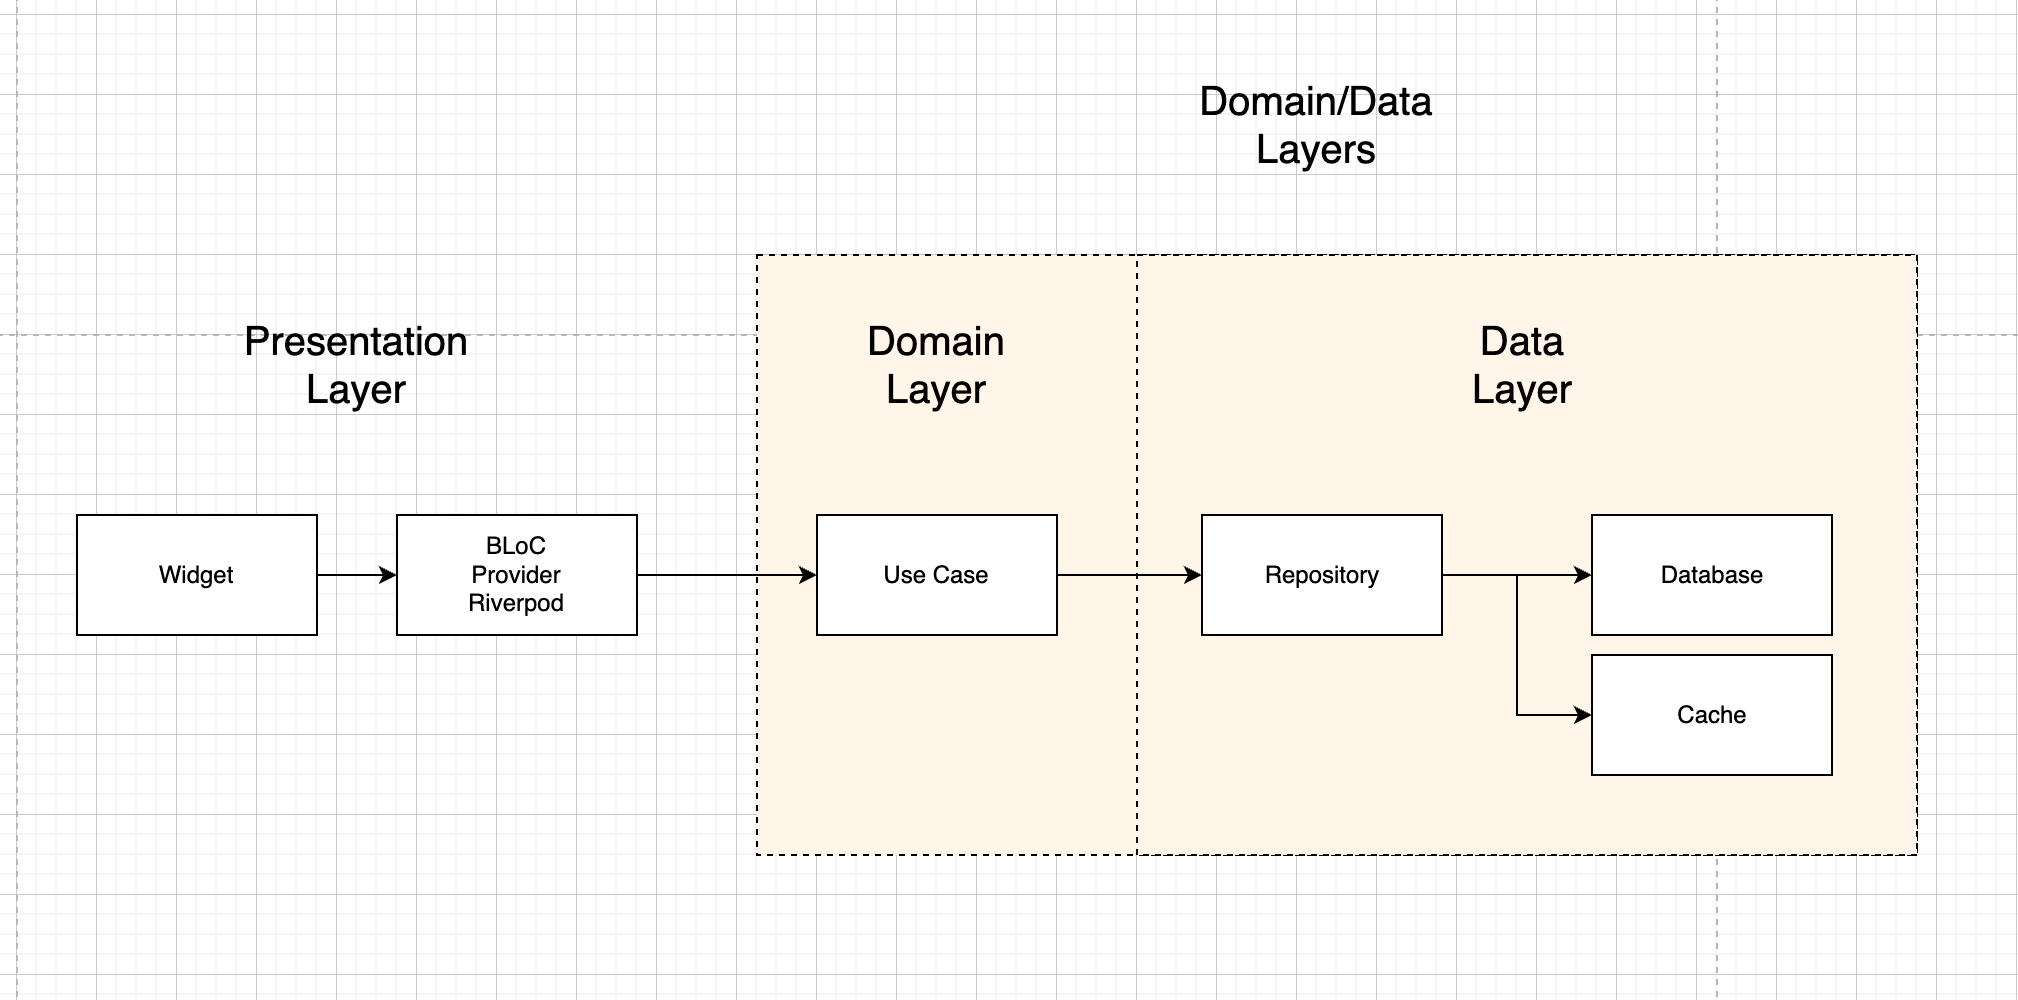 Domain/Data
Layers
Presentation
Layer
Domain
Layer
Data
Layer
Widget
BLoC
Provider
Riverpod
Use Case
Repository
Database
Cache